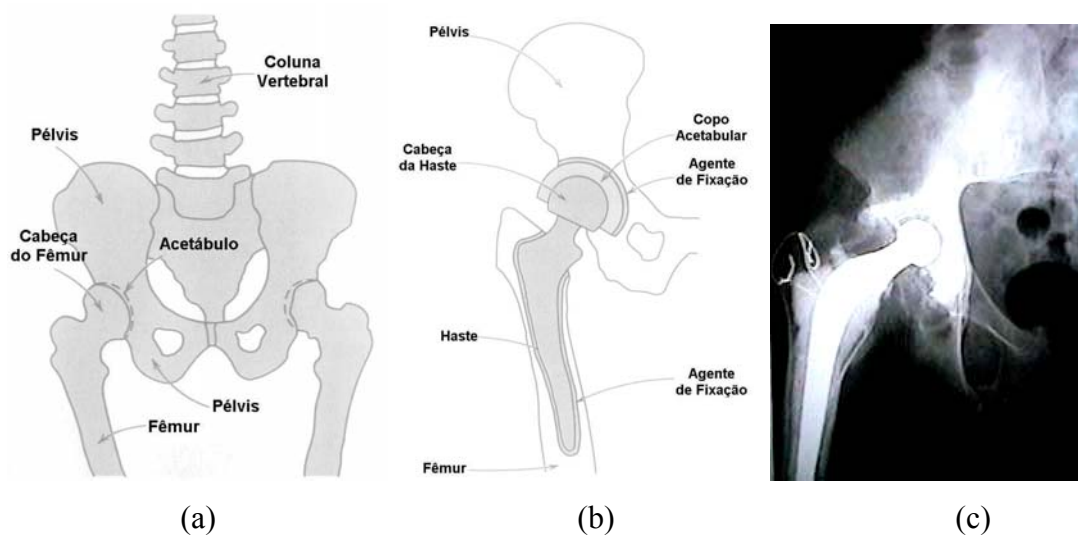 Coluna
Vertebral
Pélvis
Cabeça
do Fêmur
Acetábulo
Pélvis
Fêmur
(a)
Pélvis
Copo
Acetabular
Cabeça
da Haste
Agente
de Fixação
Haste
Agente
de Fixação
Fêmur
(b)
(c)